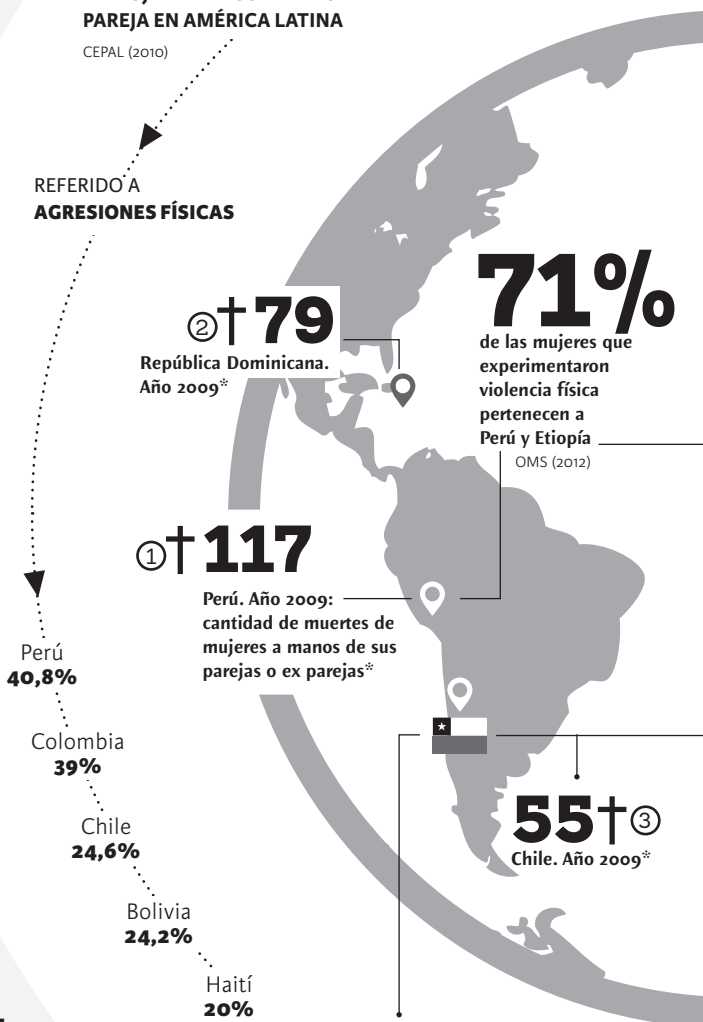 PAREJA EN AMÉRICA LATINA
CEPAL (2010)
REFERIDO A
AGRESIONES FÍSICAS
71%
de las mujeres que
experimentaron
violencia física
pertenecen a
Perú y Etiopía
OMS (2012)
2†79
República Dominicana.
Año 2009*
1†117
Perú. Año 2009:
cantidad de muertes de
mujeres a manos de sus
parejas o ex parejas*
Perú
40,8%
Colombia
39%
Chile
24,6%
Bolivia
24,2%
Haití
20%
55†3
Chile. Año 2009*